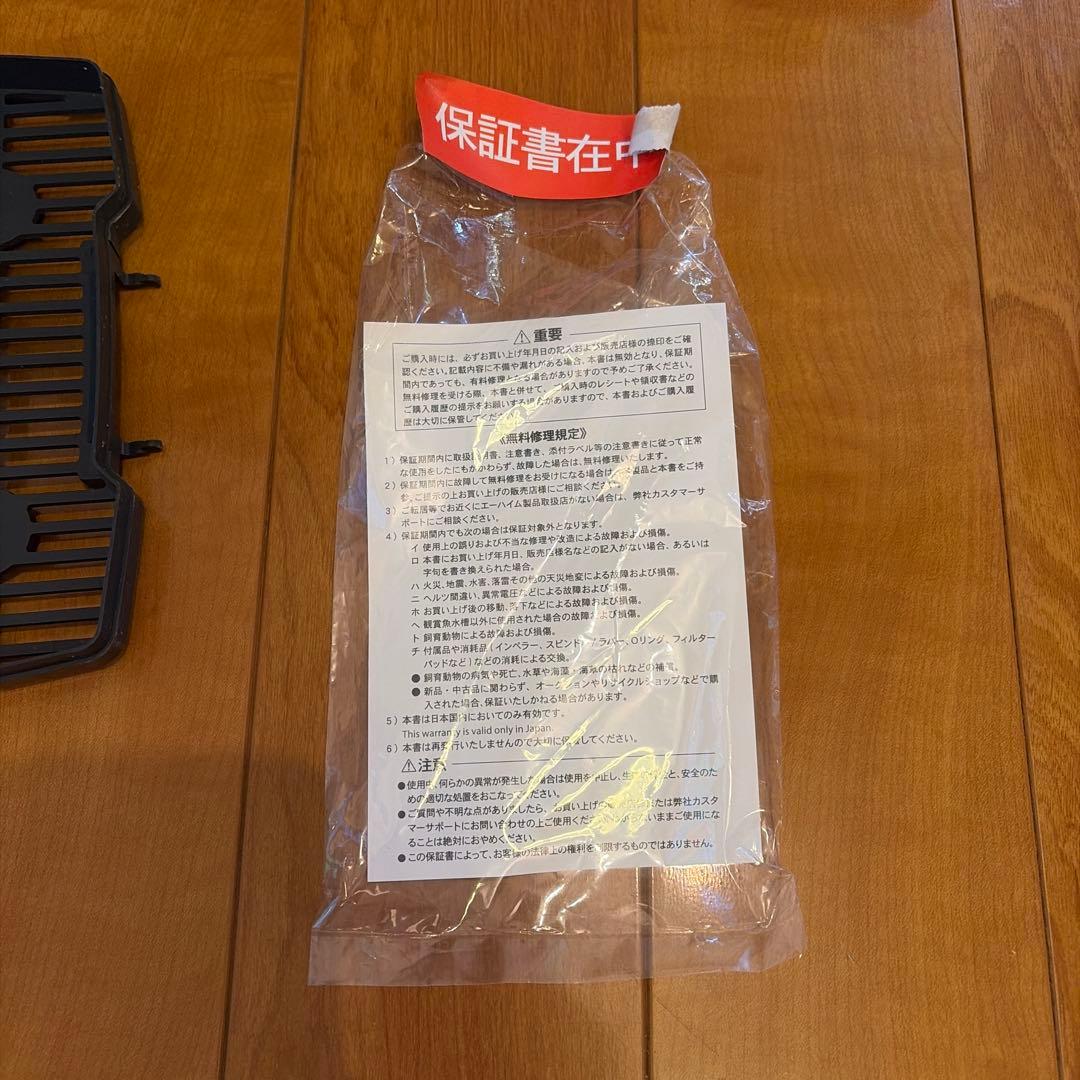 保証書在中
重要
ご購入時には、必ずお買い上げ年月日の記入および販売店様の捺印をご確
認ください。記載内容に不備や漏れがある場合、本書は無効となり、保証期
間内であっても、有料修理となる場合がありますので予めご了承ください。
無料修理を受ける際、本書と併せて、ご購入時のレシートや領収書などの
ご購入履歴の提示をお願いする場合がありますので、本書およびご購入履
歴は大切に保管してください。
《無料修理規定》
1）保証期間内に取扱説明書、注意書き、添付ラベル等の注意書きに従って正常
な使用をしたにもかかわらず、故障した場合は、無料修理いたします。
2）保証期間内に故障して無料修理をお受けになる場合は、製品と本書をご持
参、ご提示の上お買い上げの販売店様にご相談ください。
3）ご転居等でお近くにエーハイム製品取扱店がない場合は、弊社カスタマーサ
ポートにご相談ください。
4）保証期間内でも次の場合は保証対象外となります。
イ 使用上の誤りおよび不当な修理や改造による故障および損傷。
ロ 本書にお買い上げ年月日、販売店様名などの記入がない場合、あるいは
字句を書き換えられた場合。
ハ 火災、地震、水害、落雷その他の天災地変による故障および損傷。
ニ ヘルツ間違い、異常電圧などによる故障および損傷。
ホ お買い上げ後の移動、落下などによる故障および損傷。
ヘ 観賞魚水槽以外に使用された場合の故障および損傷。
ト 飼育動物による故障および損傷。
チ 付属品や消耗品（インペラー、スピンドル/ラバー、Oリング、フィルター
パッドなど）などの消耗による交換。
● 飼育動物の病気や死亡、水草や海藻・海草の枯れなどの補償。
● 新品・中古品に関わらず、オークションやリサイクルショップなどで購
入された場合、保証いたしかねる場合があります。
5）本書は日本国内においてのみ有効です。
This warranty is valid only in Japan.
6）本書は再発行いたしませんので大切に保管してください。
注意
● 使用中、何らかの異常が発生した場合は使用を中止し、生 と、安全のた
めの適切な処置をおこなってください。
● ご質問や不明な点がありましたら、お買い上げの販売店様または弊社カスタ
マーサポートにお問い合わせの上ご使用ください。わからないままご使用にな
ることは絶対におやめください。
● この保証書によって、お客様の法律上の権利を制限するものではありません。